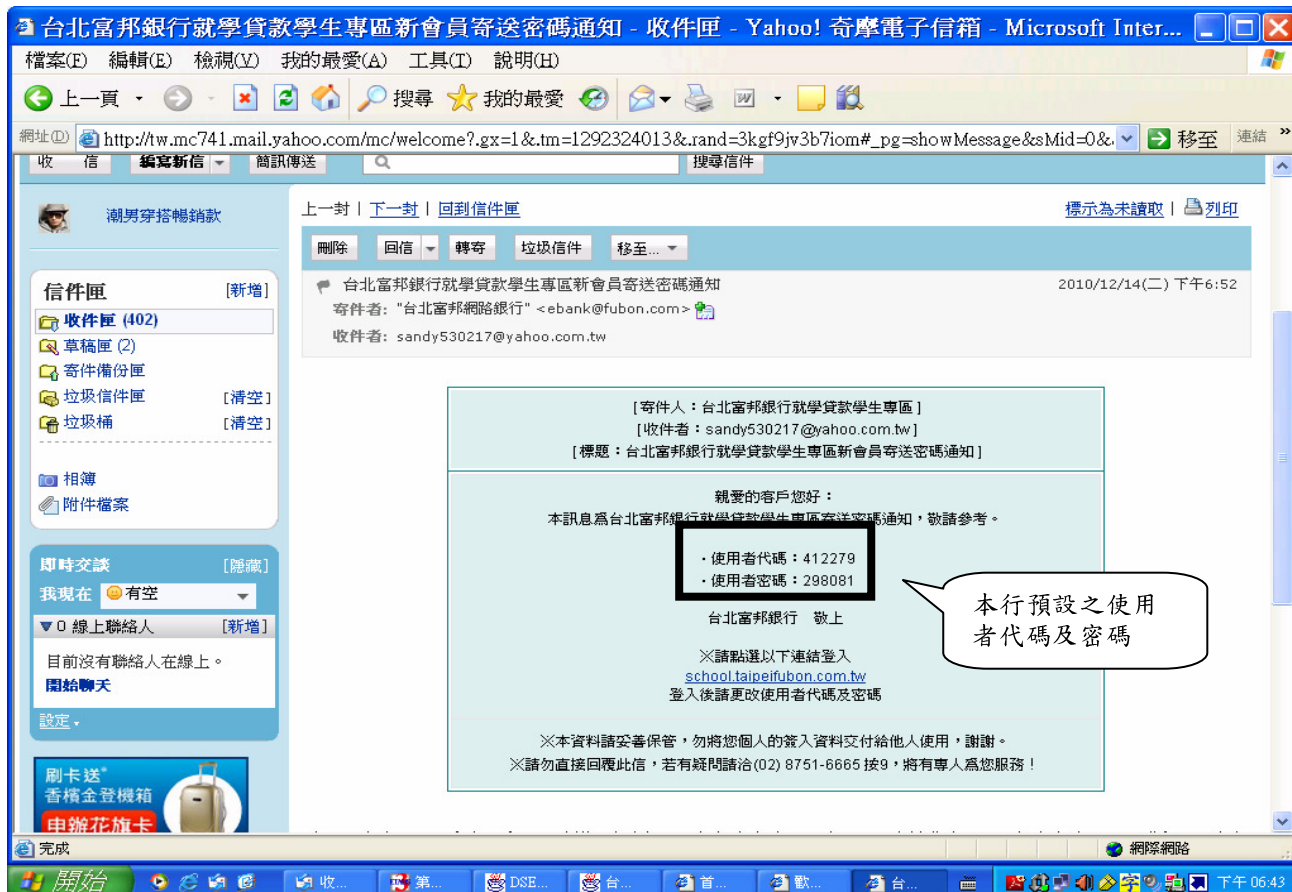 台北富邦銀行就學貸款學生專區新會員寄送密碼通知 - 收件匣 - Yahoo! 奇摩電子信箱 - Microsoft Inter...
檔案(F) 編輯(E) 檢視(V) 我的最愛(A) 工具(T) 說明(H)
上一頁 搜尋 我的最愛
網址(D) http://tw.mc741.mail.yahoo.com/mc/welcome?.gx=1&.tm=1292324013&.rand=3kgf9jv3b7iom#_pg=showMessage&sMid=0&. 移至 連結 »
收 信 編寫新信 簡訊傳送 搜尋信件
潮男穿搭暢銷款
上一封 | 下一封 | 回到信件匣 標示為未讀取 | 列印
刪除 回信 轉寄 垃圾信件 移至...
信件匣 [新增]
收件匣 (402)
草稿匣 (2)
寄件備份匣
垃圾信件匣 [清空]
垃圾桶 [清空]
相簿
附件檔案
即時交談 [隱藏]
我現在 有空
▼0 線上聯絡人 [新增]
目前沒有聯絡人在線上。
開始聊天
設定
刷卡送*
香檳金登機箱
申辦花旗卡
台北富邦銀行就學貸款學生專區新會員寄送密碼通知 2010/12/14(二) 下午6:52
寄件者: "台北富邦網路銀行" <ebank@fubon.com>
收件者: sandy530217@yahoo.com.tw
[寄件人：台北富邦銀行就學貸款學生專區]
[收件者：sandy530217@yahoo.com.tw]
[標題：台北富邦銀行就學貸款學生專區新會員寄送密碼通知]
親愛的客戶您好：
本訊息為台北富邦銀行就學貸款學生專區寄送密碼通知，敬請參考。
・使用者代碼：412279
・使用者密碼：298081
本行預設之使用
者代碼及密碼
台北富邦銀行 敬上
※請點選以下連結登入
school.taipeifubon.com.tw
登入後請更改使用者代碼及密碼
※本資料請妥善保管，勿將您個人的簽入資料交付給他人使用，謝謝。
※請勿直接回覆此信，若有疑問請洽(02) 8751-6665 按9，將有專人為您服務！
完成 網際網路
開始 收... 第... DSE... 台... 首... 歡... 台... 下午 06:43